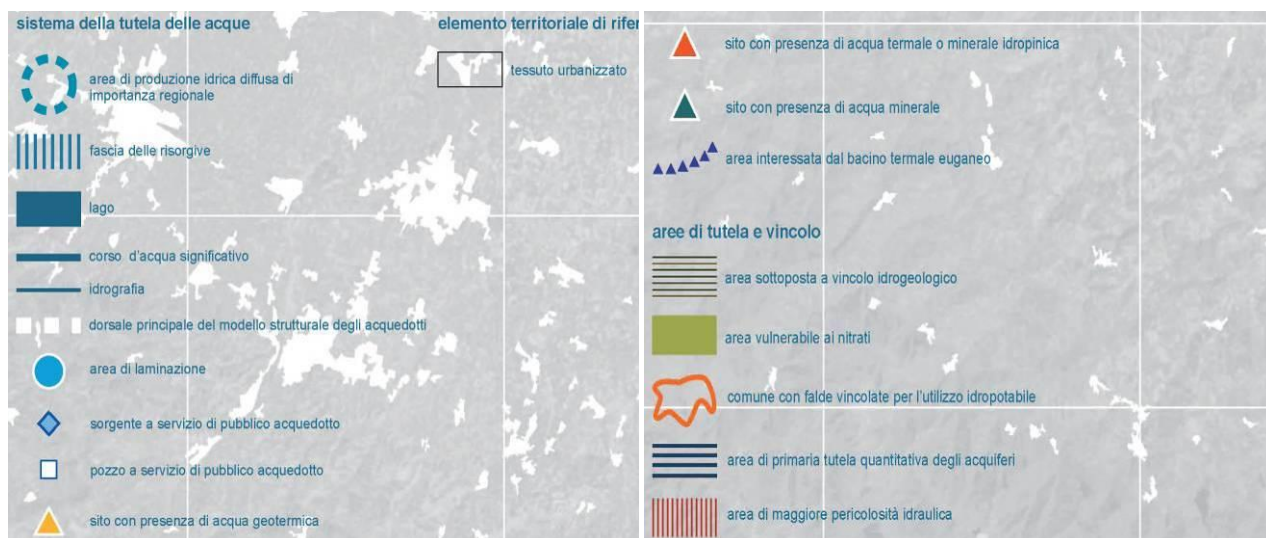 sistema della tutela delle acque
area di produzione idrica diffusa di
importanza regionale
fascia delle risorgive
lago
corso d'acqua significativo
idrografia
dorsale principale del modello strutturale degli acquedotti
area di laminazione
sorgente a servizio di pubblico acquedotto
pozzo a servizio di pubblico acquedotto
sito con presenza di acqua geotermica
elemento territoriale di rifer
tessuto urbanizzato
sito con presenza di acqua termale o minerale idropinica
sito con presenza di acqua minerale
area interessata dal bacino termale euganeo
aree di tutela e vincolo
area sottoposta a vincolo idrogeologico
area vulnerabile ai nitrati
comune con falde vincolate per l'utilizzo idropotabile
area di primaria tutela quantitativa degli acquiferi
area di maggiore pericolosità idraulica